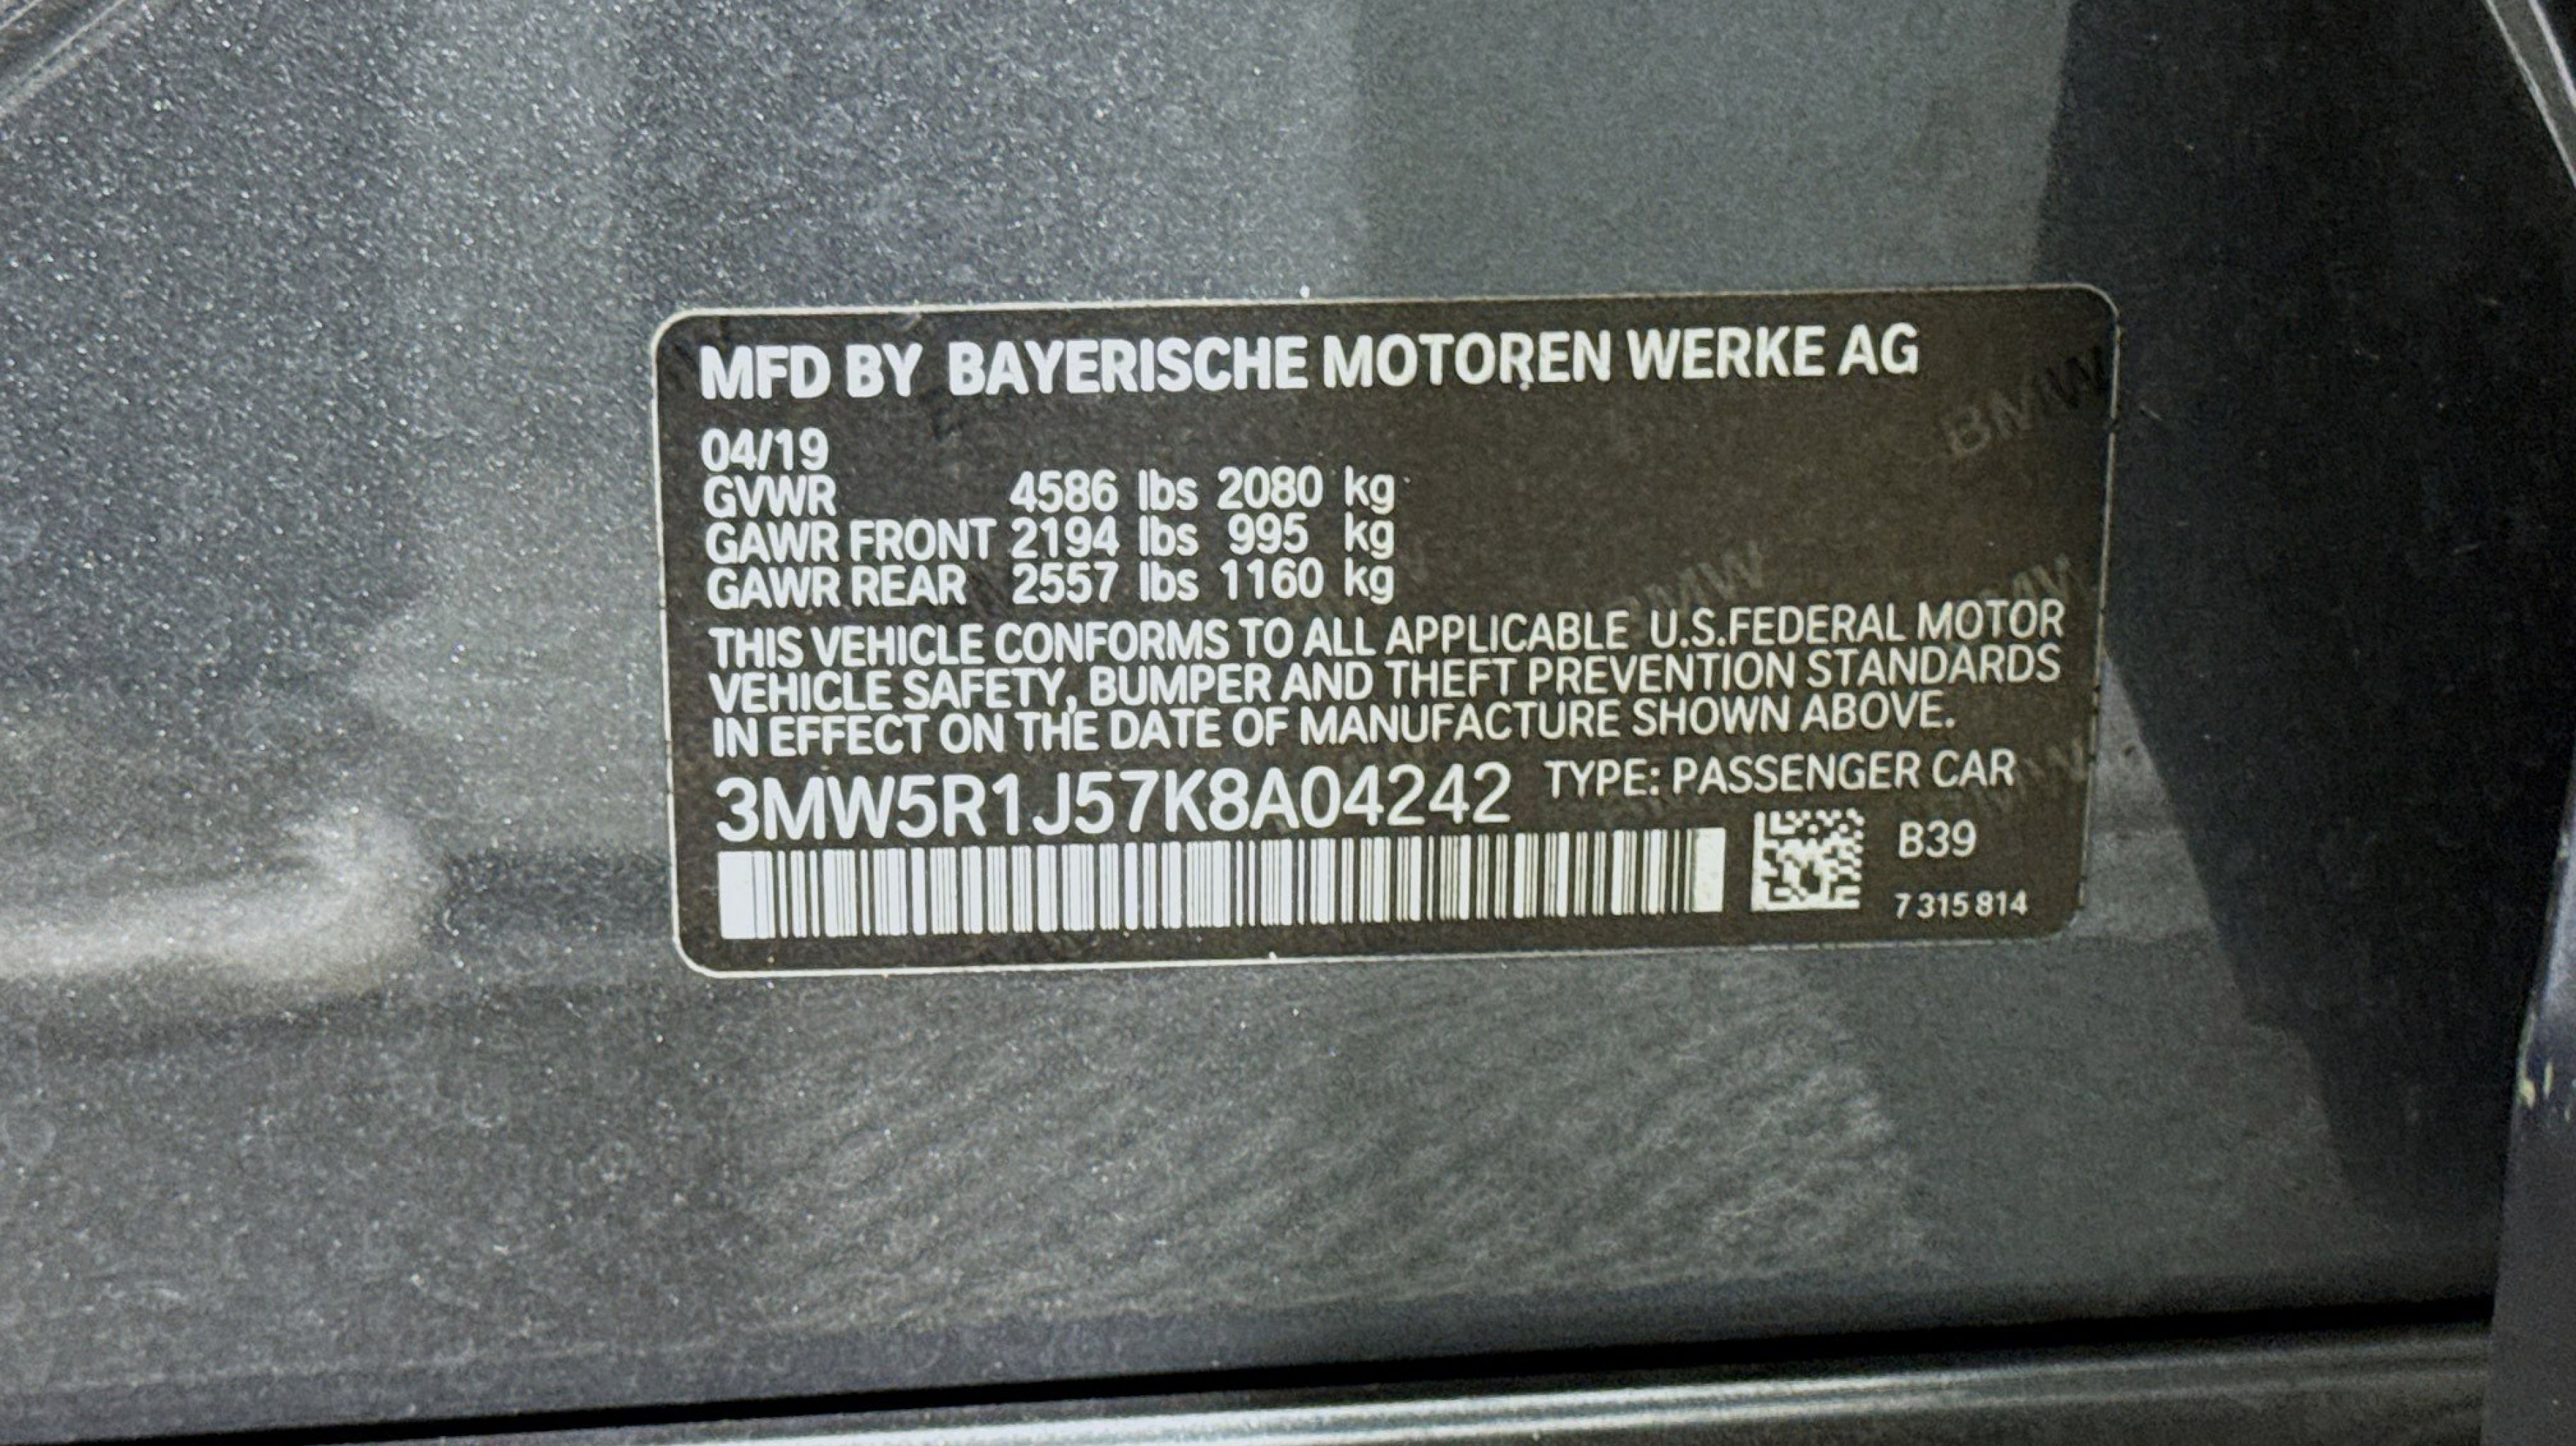 MFD BY BAYERISCHE MOTOREN WERKE AG
04/19
GVWR 4586 lbs 2080 kg
GAWR FRONT 2194 lbs 995 kg
GAWR REAR 2557 lbs 1160 kg
THIS VEHICLE CONFORMS TO ALL APPLICABLE U.S.FEDERAL MOTOR
VEHICLE SAFETY, BUMPER AND THEFT PREVENTION STANDARDS
IN EFFECT ON THE DATE OF MANUFACTURE SHOWN ABOVE.
3MW5R1J57K8A04242 TYPE: PASSENGER CAR
B39
7 315 814
BMW